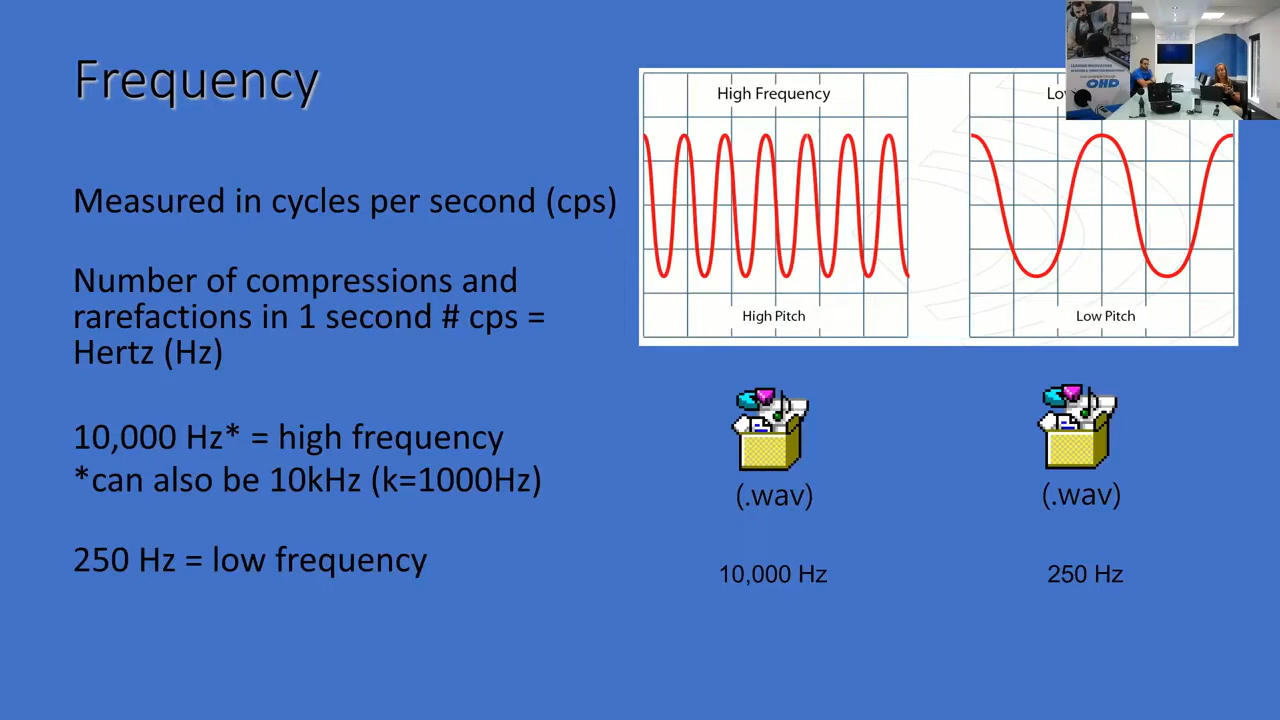 Frequency
Measured in cycles per second (cps)
Number of compressions and
rarefactions in 1 second # cps =
Hertz (Hz)
10,000 Hz* = high frequency
*can also be 10kHz (k=1000Hz)
250 Hz = low frequency
High Frequency
High Pitch
Low Pitch
(.wav)
(.wav)
10,000 Hz
250 Hz
OHD